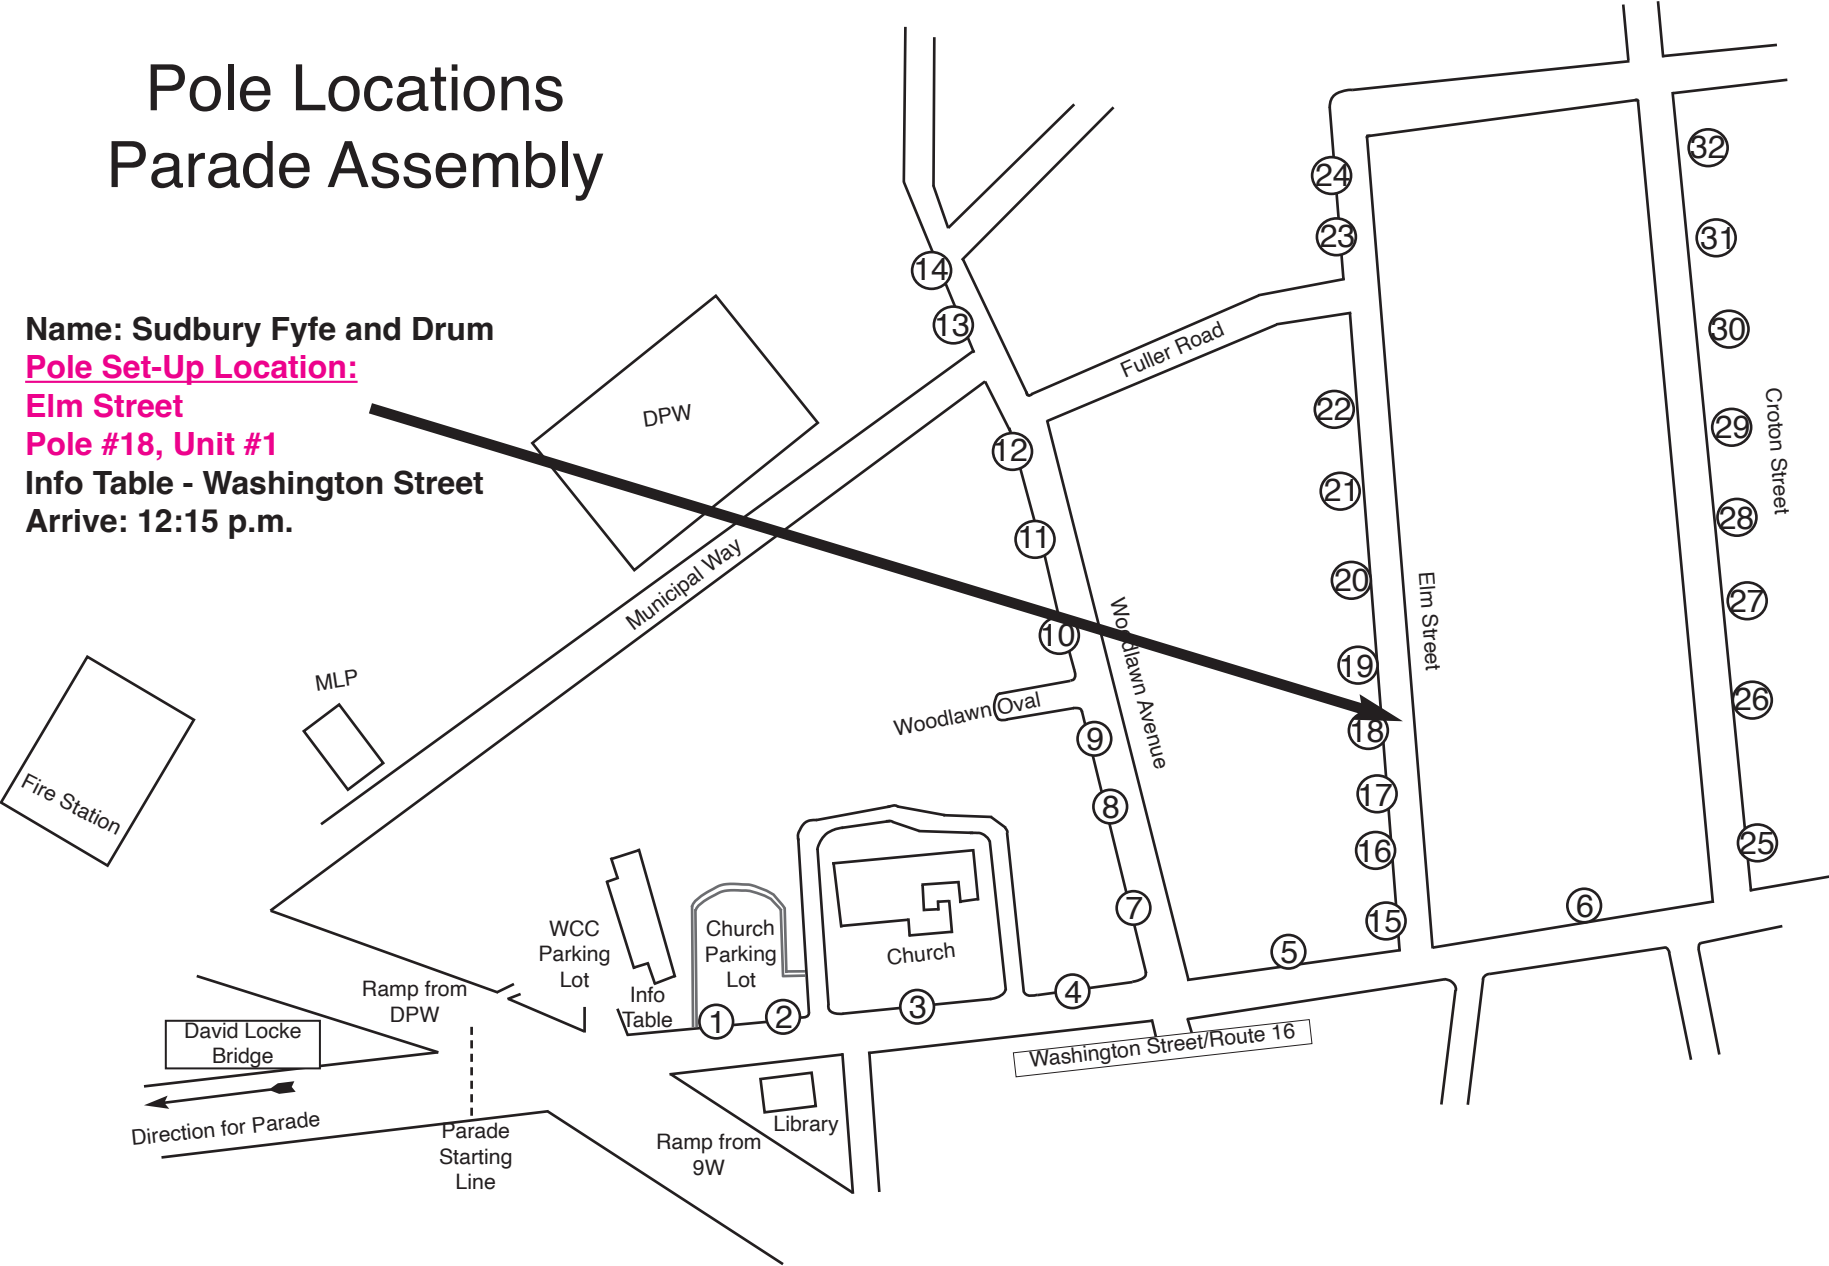 Pole Locations
Parade Assembly
Name: Sudbury Fyfe and Drum
Pole Set-Up Location:
Elm Street
Pole #18, Unit #1
Info Table - Washington Street
Arrive: 12:15 p.m.
32
24
31
23
14
13
30
Fuller Road
DPW
22
29
Croton Street
12
21
28
11
Municipal Way
20
Elm Street
27
10
Woodlawn Avenue
19
MLP
26
Woodlawn Oval
18
9
17
8
Fire Station
16
25
7
6
15
WCC
Parking
Lot
Church
Parking
Lot
Church
5
4
3
Ramp from
DPW
Info
Table
1
2
David Locke
Bridge
Washington Street/Route 16
Direction for Parade
Parade
Starting
Line
Library
Ramp from
9W